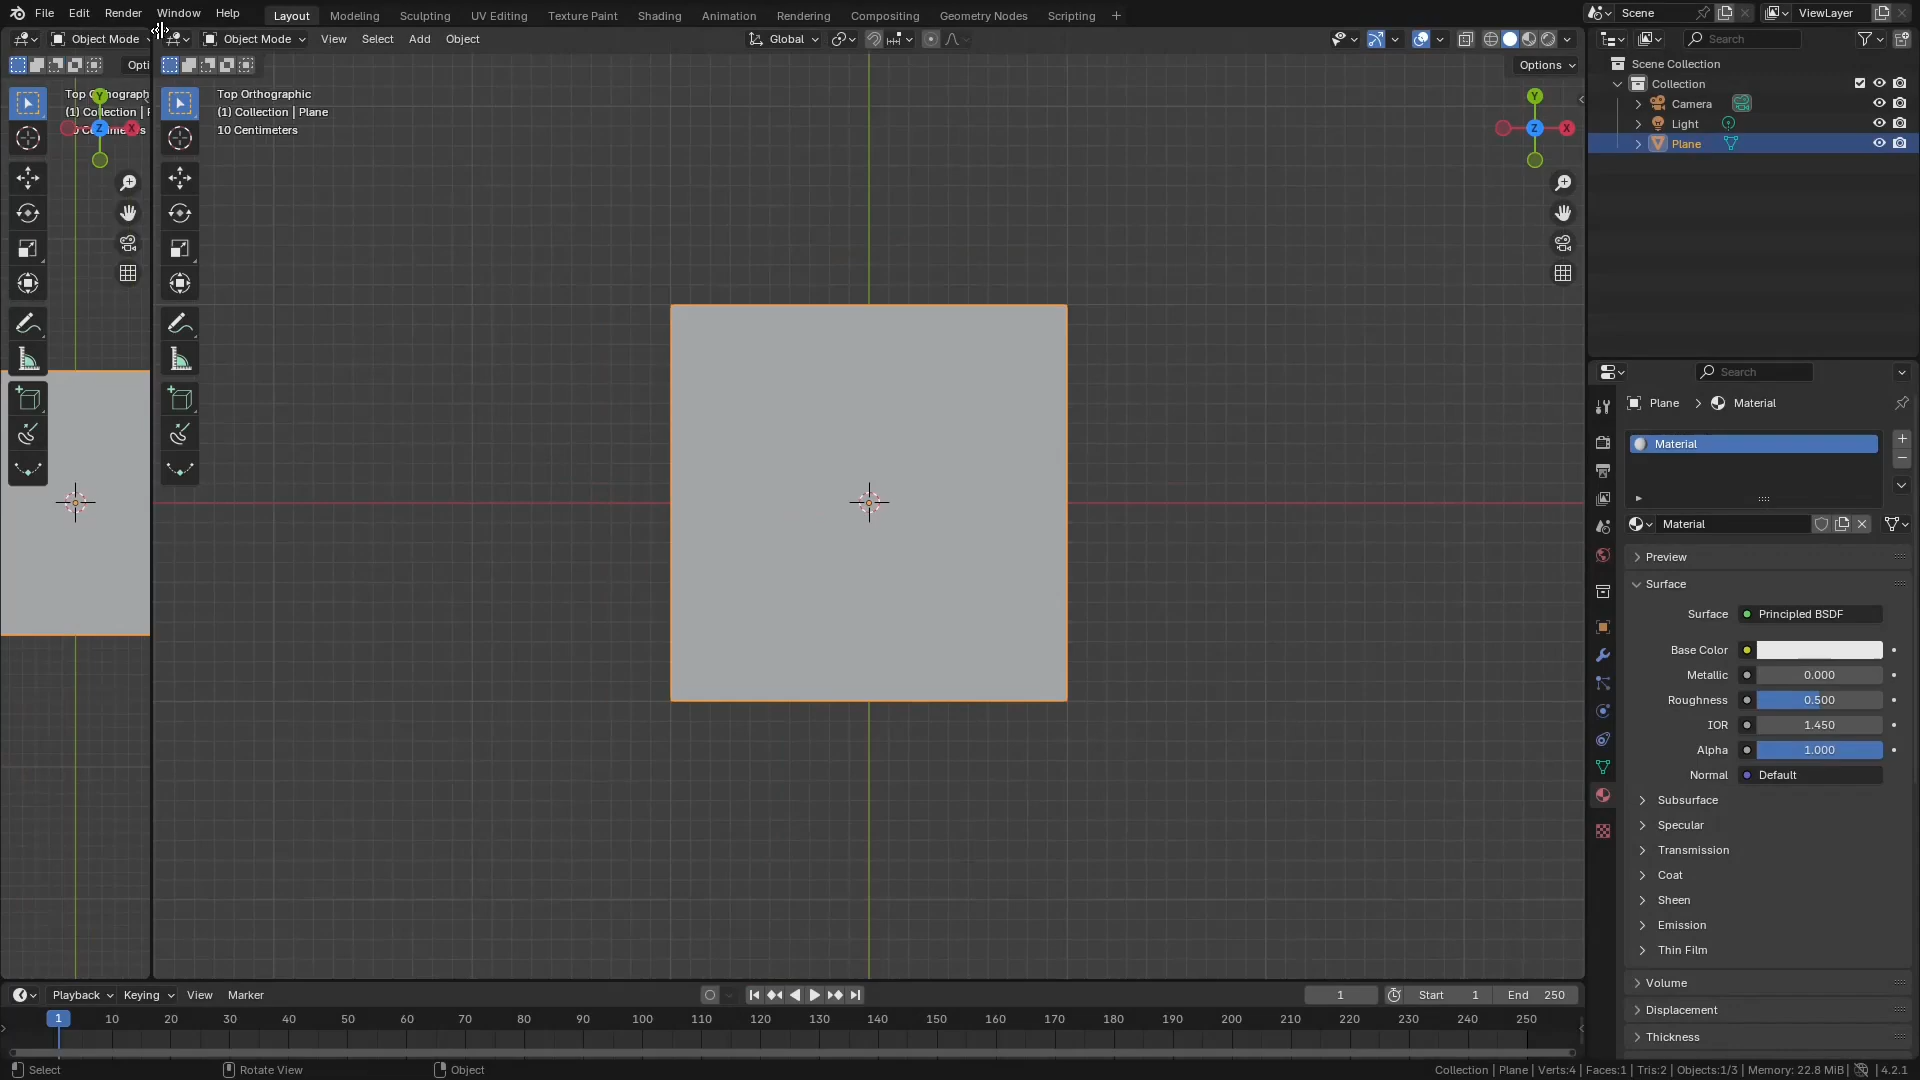 File Edit Render Window Help Layout Modeling Sculpting UV Editing Texture Paint Shading Animation Rendering Compositing Geometry Nodes Scripting + Scene ViewLayer
Object Mode Object Mode View Select Add Object Global Search
Opti Options
Top Orthograph
(1) Collection |
Top Orthographic
(1) Collection | Plane
10 Centimeters
Y
Z
X
Y
Z
X
Scene Collection
Collection
Camera
Light
Plane
Search
Plane > Material
Material
Material
Preview
Surface
Surface Principled BSDF
Base Color
Metallic 0.000
Roughness 0.500
IOR 1.450
Alpha 1.000
Normal Default
Subsurface
Specular
Transmission
Coat
Sheen
Emission
Thin Film
Volume
Displacement
Thickness
Playback Keying View Marker 1 Start 1 End 250
1 10 20 30 40 50 60 70 80 90 100 110 120 130 140 150 160 170 180 190 200 210 220 230 240 250
Select Rotate View Object Collection | Plane | Verts:4 | Faces:1 | Tris:2 | Objects:1/3 | Memory: 22.8 MiB | 4.2.1